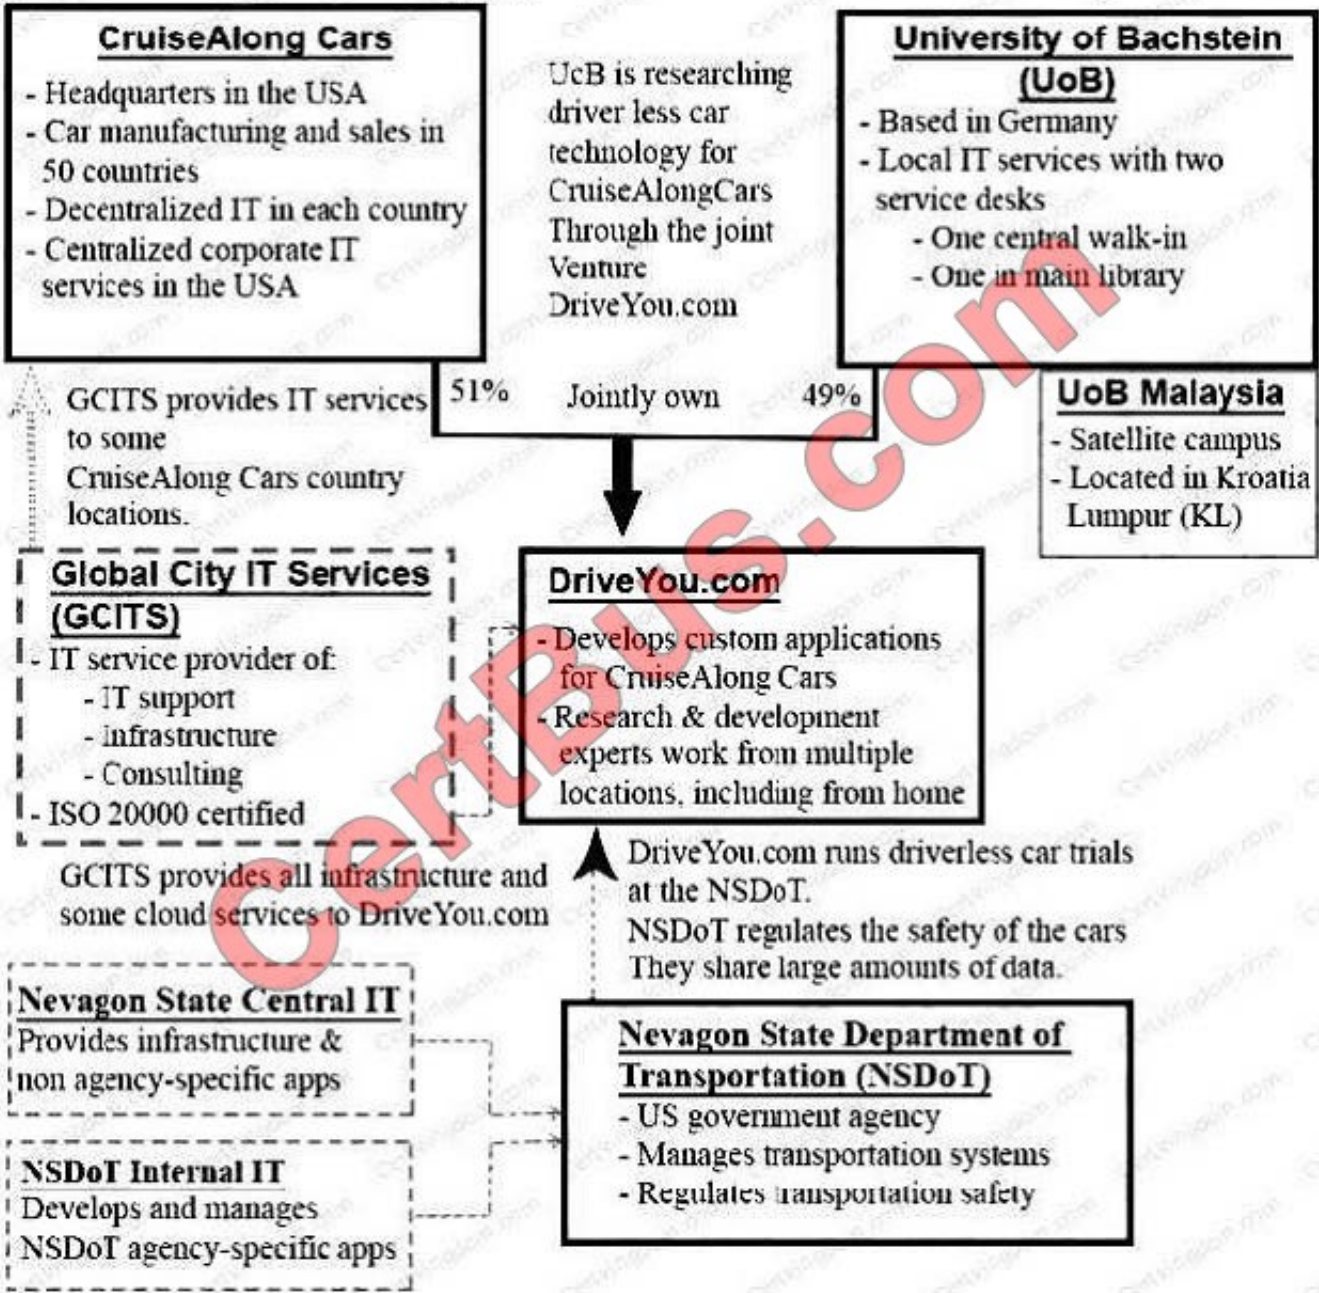 CruiseAlong Cars
- Headquarters in the USA
- Car manufacturing and sales in
50 countries
- Decentralized IT in each country
- Centralized corporate IT
services in the USA
UcB is researching
driver less car
technology for
CruiseAlongCars
Through the joint
Venture
DriveYou.com
University of Bachstein
(UoB)
- Based in Germany
- Local IT services with two
service desks
- One central walk-in
- One in main library
51% Jointly own 49%
UoB Malaysia
- Satellite campus
- Located in Kroatia
Lumpur (KL)
GCITS provides IT services
to some
CruiseAlong Cars country
locations.
Global City IT Services
(GCITS)
- IT service provider of:
- IT support
- Infrastructure
- Consulting
- ISO 20000 certified
DriveYou.com
- Develops custom applications
for CruiseAlong Cars
- Research & development
experts work from multiple
locations, including from home
GCITS provides all infrastructure and
some cloud services to DriveYou.com
DriveYou.com runs driverless car trials
at the NSDoT.
NSDoT regulates the safety of the cars
They share large amounts of data.
Nevagon State Central IT
Provides infrastructure &
non agency-specific apps
NSDoT Internal IT
Develops and manages
NSDoT agency-specific apps
Nevagon State Department of
Transportation (NSDoT)
- US government agency
- Manages transportation systems
- Regulates transportation safety
CertBus.com